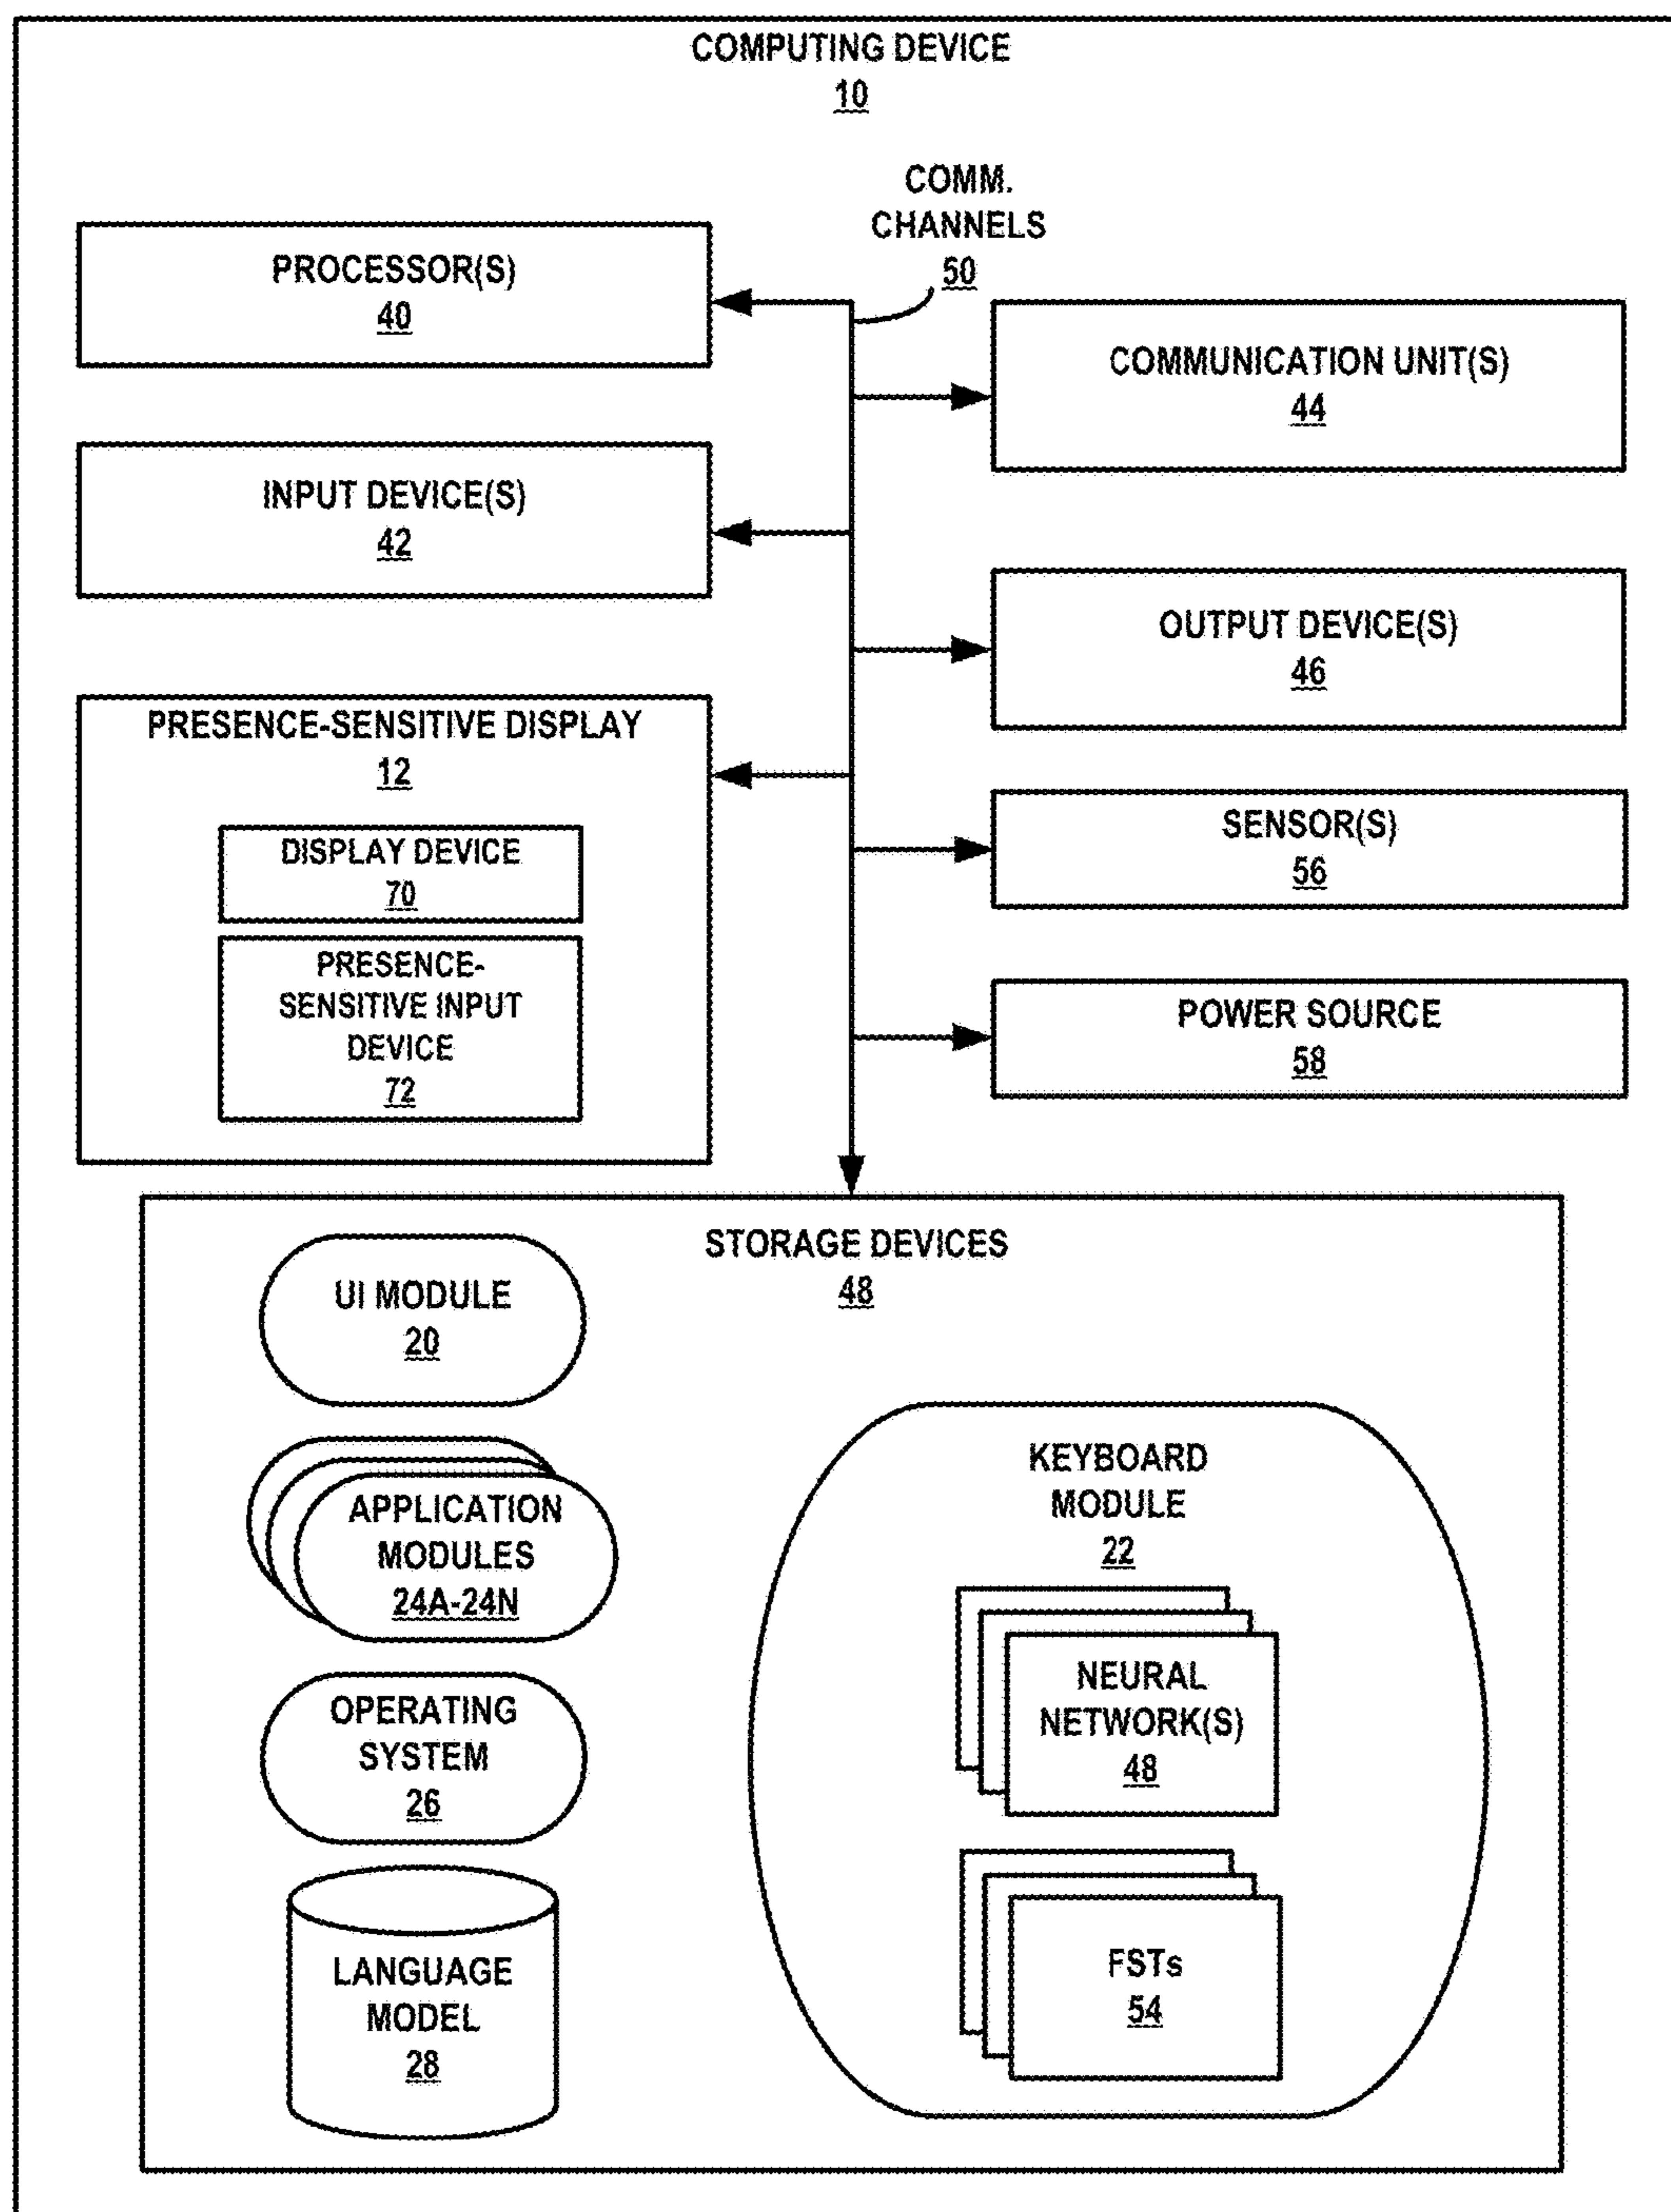 COMPUTING DEVICE
10
COMM.
CHANNELS
50
PROCESSOR(S)
40
COMMUNICATION UNIT(S)
44
INPUT DEVICE(S)
42
OUTPUT DEVICE(S)
46
PRESENCE-SENSITIVE DISPLAY
12
DISPLAY DEVICE
70
PRESENCE-
SENSITIVE INPUT
DEVICE
72
SENSOR(S)
56
POWER SOURCE
58
STORAGE DEVICES
48
UI MODULE
20
APPLICATION
MODULES
24A-24N
OPERATING
SYSTEM
26
LANGUAGE
MODEL
28
KEYBOARD
MODULE
22
NEURAL
NETWORK(S)
48
FSTs
54